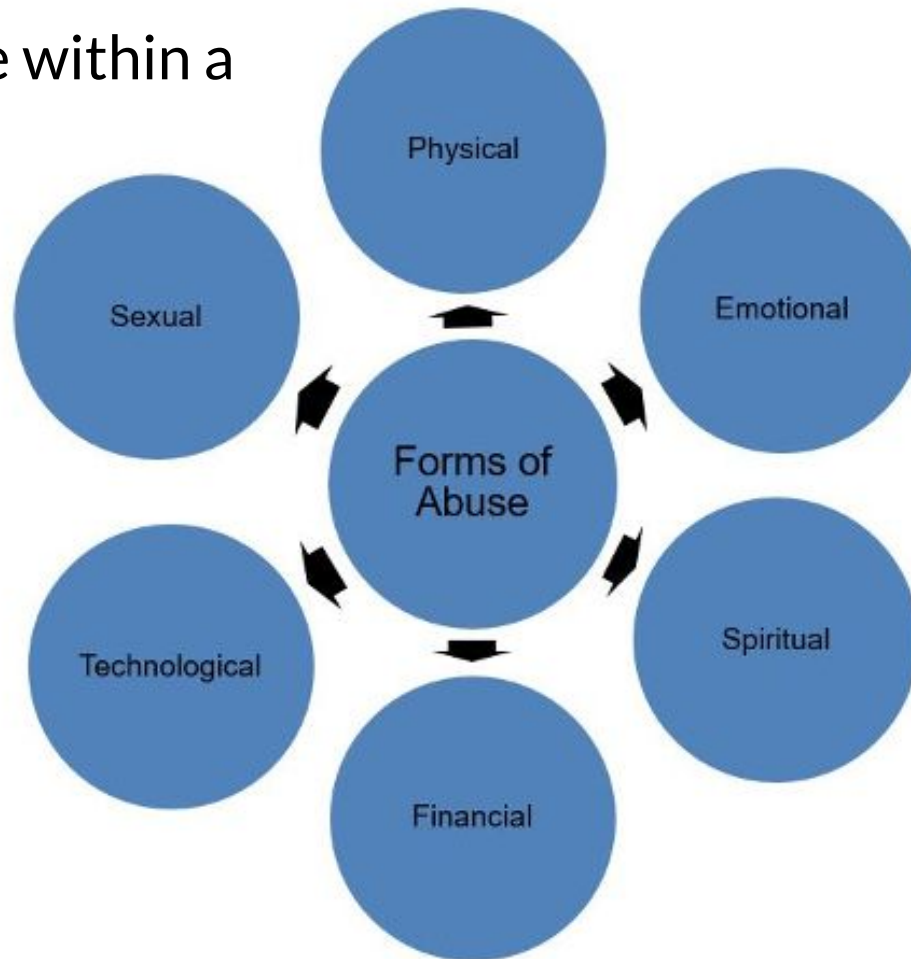 e within a
Physical
Sexual
Emotional
Forms of
Abuse
Technological
Spiritual
Financial